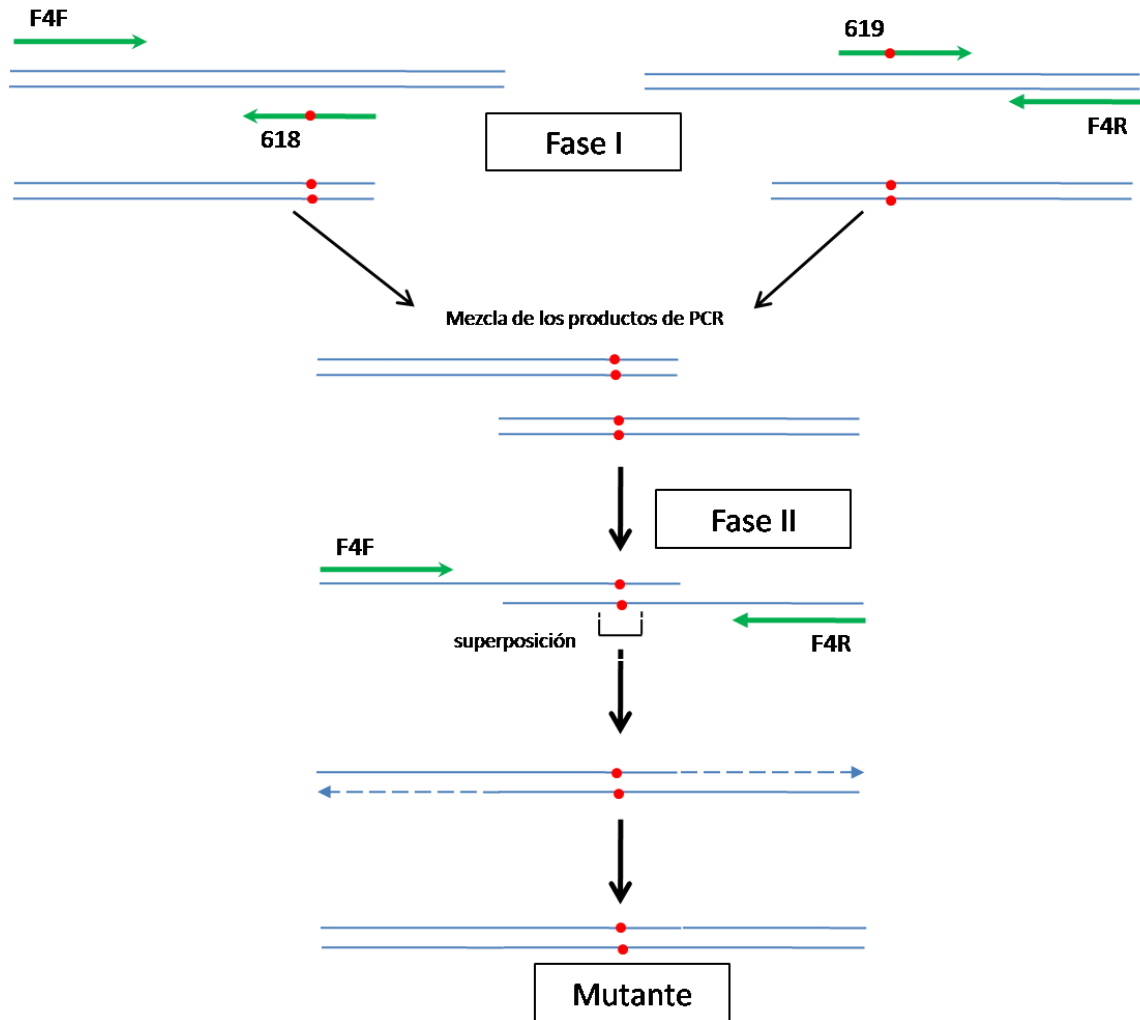 F4F
619
618
F4R
Fase I
Mezcla de los productos de PCR
Fase II
F4F
superposición
F4R
Mutante